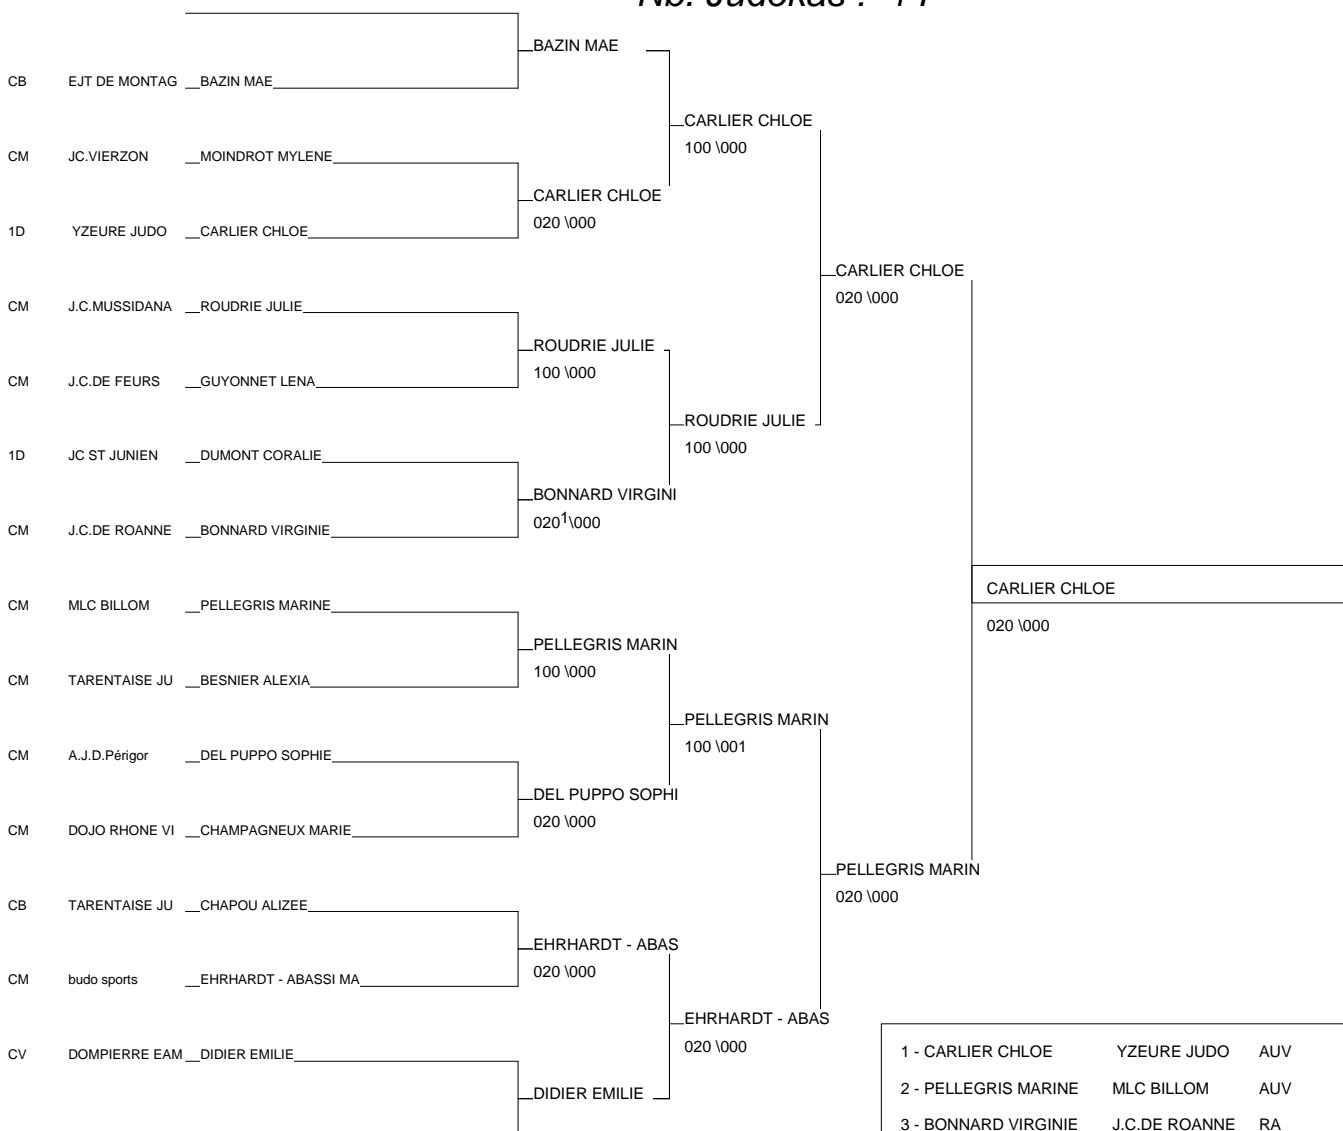 BAZIN MAE
CB EJT DE MONTAG BAZIN MAE
CARLIER CHLOE
100 \000
CM JC.VIERZON MOINDROT MYLENE
CARLIER CHLOE
020 \000
1D YZEURE JUDO CARLIER CHLOE
CARLIER CHLOE
020 \000
CM J.C.MUSSIDANA ROUDRIE JULIE
ROUDRIE JULIE
100 \000
CM J.C.DE FEURS GUYONNET LENA
ROUDRIE JULIE
100 \000
1D JC ST JUNIEN DUMONT CORALIE
BONNARD VIRGINI
0201\000
CM J.C.DE ROANNE BONNARD VIRGINIE
CARLIER CHLOE
020 \000
CM MLC BILLOM PELLEGRIS MARINE
PELLEGRIS MARIN
100 \000
CM TARENTAISE JU BESNIER ALEXIA
PELLEGRIS MARIN
100 \001
CM A.J.D.Périgor DEL PUPPO SOPHIE
DEL PUPPO SOPHI
020 \000
CM DOJO RHONE VI CHAMPAGNEUX MARIE
PELLEGRIS MARIN
020 \000
CB TARENTAISE JU CHAPOU ALIZEE
EHRHARDT - ABAS
020 \000
CM budo sports EHRHARDT - ABASSI MA
EHRHARDT - ABAS
020 \000
CV DOMPIERRE EAM DIDIER EMILIE
DIDIER EMILIE
1 - CARLIER CHLOE YZEURE JUDO AUV
2 - PELLEGRIS MARINE MLC BILLOM AUV
3 - BONNARD VIRGINIE J.C.DE ROANNE RA